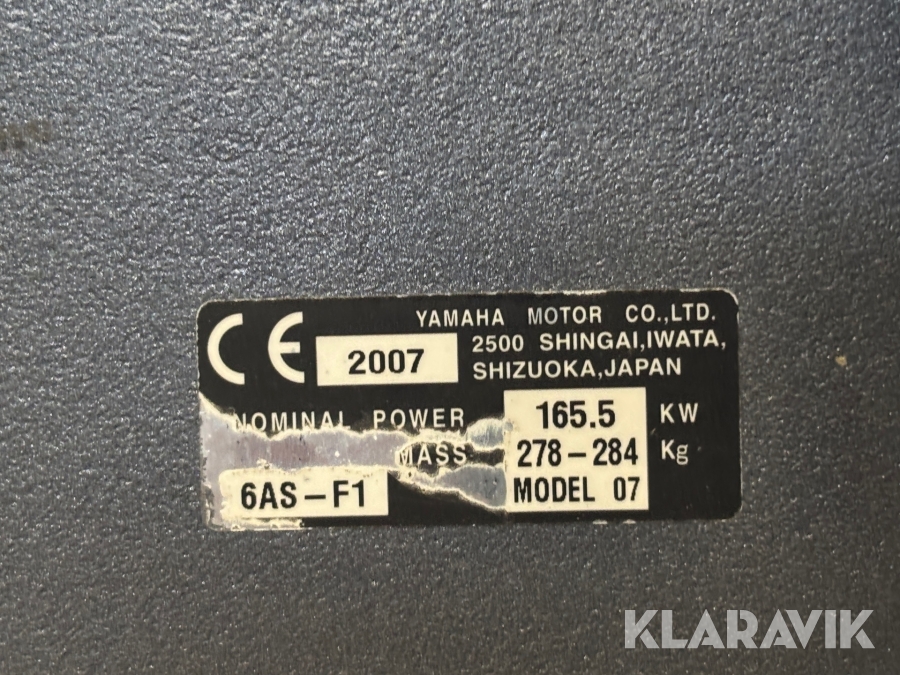 CE 2007
YAMAHA MOTOR CO.,LTD.
2500 SHINGAI,IWATA,
SHIZUOKA,JAPAN
NOMINAL POWER 165.5 KW
MASS 278-284 Kg
6AS-F1 MODEL 07
KLARAVIK